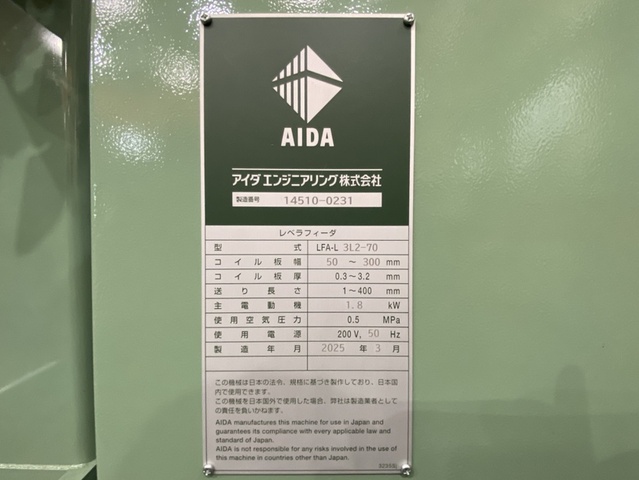 AIDA
アイダエンジニアリング株式会社
製造番号 14510-0231
レベラフィーダ
型式 LFA-L 3L2-70
コイル板幅 50 ~ 300 mm
コイル板厚 0.3~3.2 mm
送り長さ 1~400 mm
主電動機 1.8 kW
使用空気圧力 0.5 MPa
使用電源 200 V, 50 Hz
製造年月 2025 年 3 月
この機械は日本の法令、規格に基づき製作しており、日本国
内で使用できます。
この機械を日本国外で使用した場合、弊社は製造業者として
の責任を負いかねます。
AIDA manufactures this machine for use in Japan and
guarantees its compliance with every applicable law and
standard of Japan.
AIDA is not responsible for any risks involved in the use of
this machine in countries other than Japan.